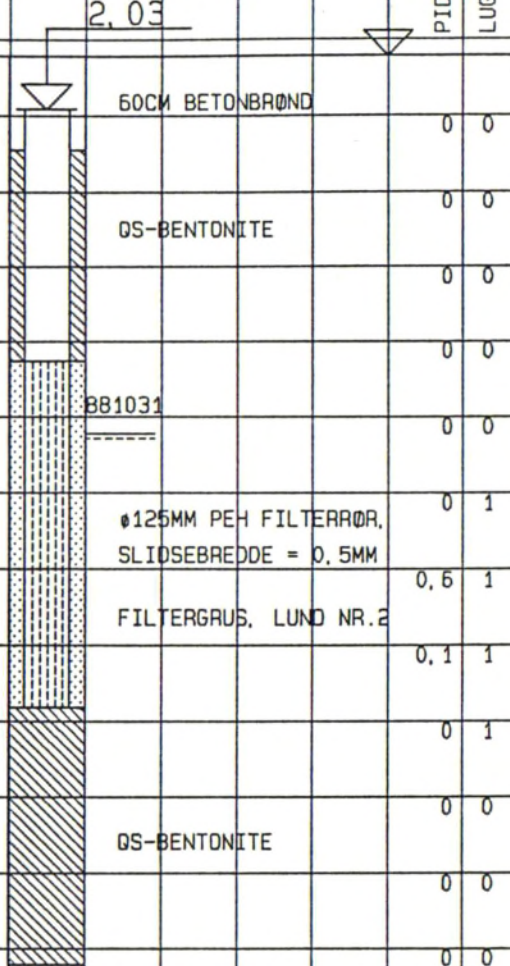 2,03
PID LUG
60CM BETONBRØND
0 0
0 0
QS-BENTONITE
0 0
0 0
881031
0 0
0 1
ø125MM PEH FILTERRØR,
SLIDSEBREDDE = 0,5MM
0,6 1
FILTERGRUS, LUND NR.2
0,1 1
0 1
0 0
QS-BENTONITE
0 0
0 0